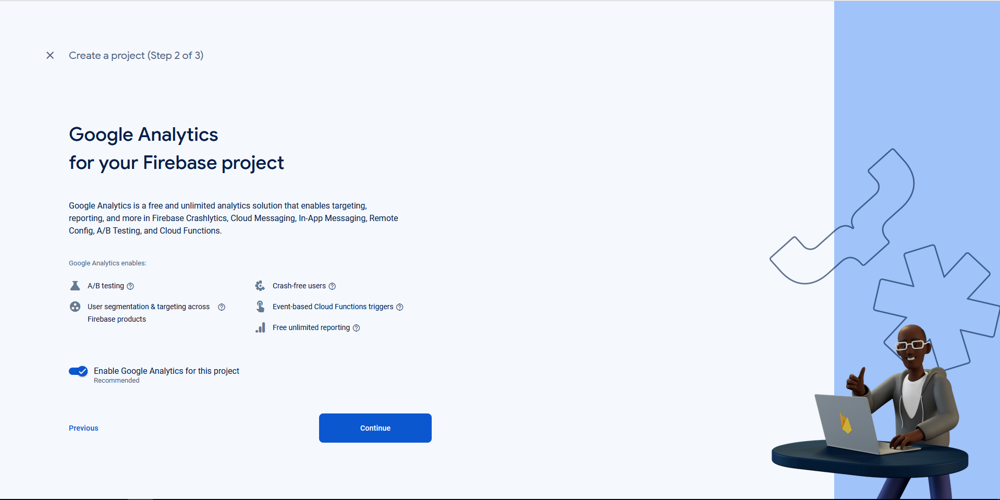 Create a project (Step 2 of 3)
Google Analytics
for your Firebase project
Google Analytics is a free and unlimited analytics solution that enables targeting,
reporting, and more in Firebase Crashlytics, Cloud Messaging, In-App Messaging, Remote
Config, A/B Testing, and Cloud Functions.
Google Analytics enables:
A/B testing
User segmentation & targeting across
Firebase products
Crash-free users
Event-based Cloud Functions triggers
Free unlimited reporting
Enable Google Analytics for this project
Recommended
Previous
Continue